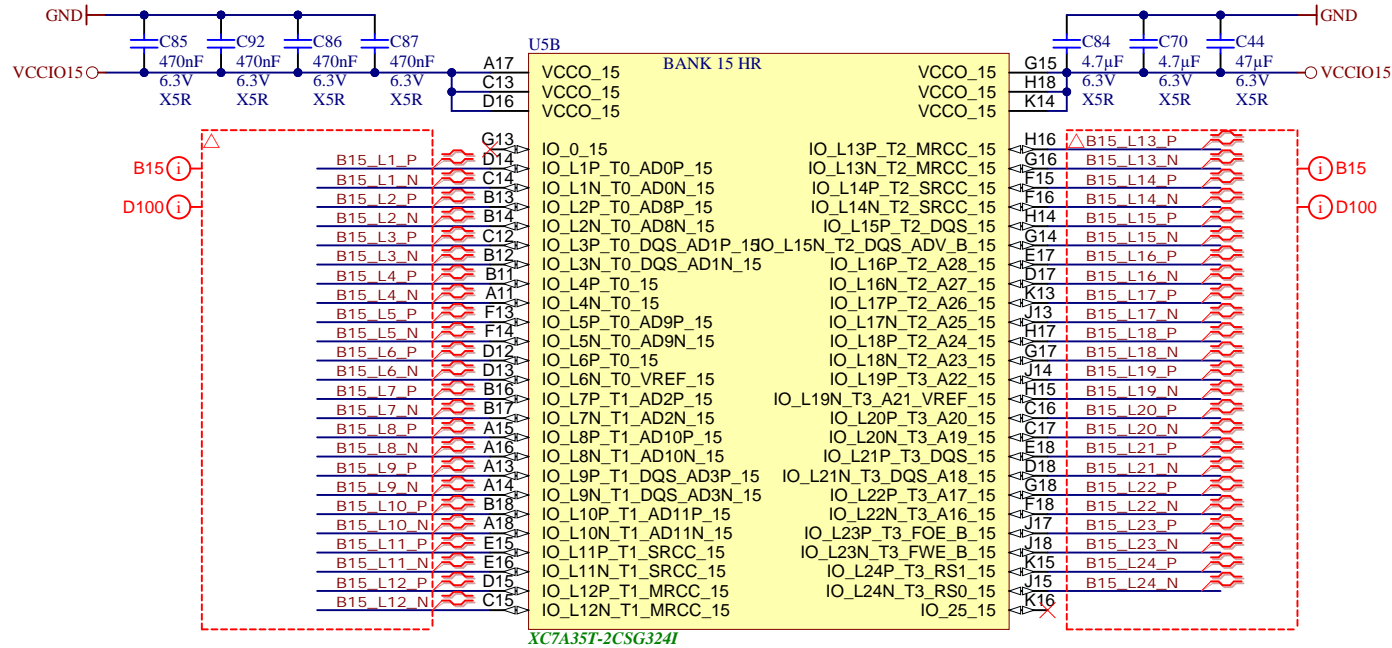 GND
C85
470nF
6.3V
X5R
C92
470nF
6.3V
X5R
C86
470nF
6.3V
X5R
C87
470nF
6.3V
X5R
VCCIO15
GND
C84
4.7µF
6.3V
X5R
C70
4.7µF
6.3V
X5R
C44
47µF
6.3V
X5R
VCCIO15
U5B
BANK 15 HR
A17 VCCO_15 VCCO_15 G15
C13 VCCO_15 VCCO_15 H18
D16 VCCO_15 VCCO_15 K14
B15
D100
B15
D100
G13 IO_0_15 IO_L13P_T2_MRCC_15 H16 B15_L13_P
B15_L1_P D14 IO_L1P_T0_AD0P_15 IO_L13N_T2_MRCC_15 G16 B15_L13_N
B15_L1_N C14 IO_L1N_T0_AD0N_15 IO_L14P_T2_SRCC_15 F15 B15_L14_P
B15_L2_P B13 IO_L2P_T0_AD8P_15 IO_L14N_T2_SRCC_15 F16 B15_L14_N
B15_L2_N B14 IO_L2N_T0_AD8N_15 IO_L15P_T2_DQS_15 H14 B15_L15_P
B15_L3_P C12 IO_L3P_T0_DQS_AD1P_15 IO_L15N_T2_DQS_ADV_B_15 G14 B15_L15_N
B15_L3_N B12 IO_L3N_T0_DQS_AD1N_15 IO_L16P_T2_A28_15 E17 B15_L16_P
B15_L4_P B11 IO_L4P_T0_15 IO_L16N_T2_A27_15 D17 B15_L16_N
B15_L4_N A11 IO_L4N_T0_15 IO_L17P_T2_A26_15 K13 B15_L17_P
B15_L5_P F13 IO_L5P_T0_AD9P_15 IO_L17N_T2_A25_15 J13 B15_L17_N
B15_L5_N F14 IO_L5N_T0_AD9N_15 IO_L18P_T2_A24_15 H17 B15_L18_P
B15_L6_P D12 IO_L6P_T0_15 IO_L18N_T2_A23_15 G17 B15_L18_N
B15_L6_N D13 IO_L6N_T0_VREF_15 IO_L19P_T3_A22_15 J14 B15_L19_P
B15_L7_P B16 IO_L7P_T1_AD2P_15 IO_L19N_T3_A21_VREF_15 H15 B15_L19_N
B15_L7_N B17 IO_L7N_T1_AD2N_15 IO_L20P_T3_A20_15 C16 B15_L20_P
B15_L8_P A15 IO_L8P_T1_AD10P_15 IO_L20N_T3_A19_15 C17 B15_L20_N
B15_L8_N A16 IO_L8N_T1_AD10N_15 IO_L21P_T3_DQS_15 E18 B15_L21_P
B15_L9_P A13 IO_L9P_T1_DQS_AD3P_15 IO_L21N_T3_DQS_A18_15 D18 B15_L21_N
B15_L9_N A14 IO_L9N_T1_DQS_AD3N_15 IO_L22P_T3_A17_15 G18 B15_L22_P
B15_L10_P B18 IO_L10P_T1_AD11P_15 IO_L22N_T3_A16_15 F18 B15_L22_N
B15_L10_N A18 IO_L10N_T1_AD11N_15 IO_L23P_T3_FOE_B_15 J17 B15_L23_P
B15_L11_P E15 IO_L11P_T1_SRCC_15 IO_L23N_T3_FWE_B_15 J18 B15_L23_N
B15_L11_N E16 IO_L11N_T1_SRCC_15 IO_L24P_T3_RS1_15 K15 B15_L24_P
B15_L12_P D15 IO_L12P_T1_MRCC_15 IO_L24N_T3_RS0_15 J15 B15_L24_N
B15_L12_N C15 IO_L12N_T1_MRCC_15 IO_25_15 K16
XC7A35T-2CSG324I